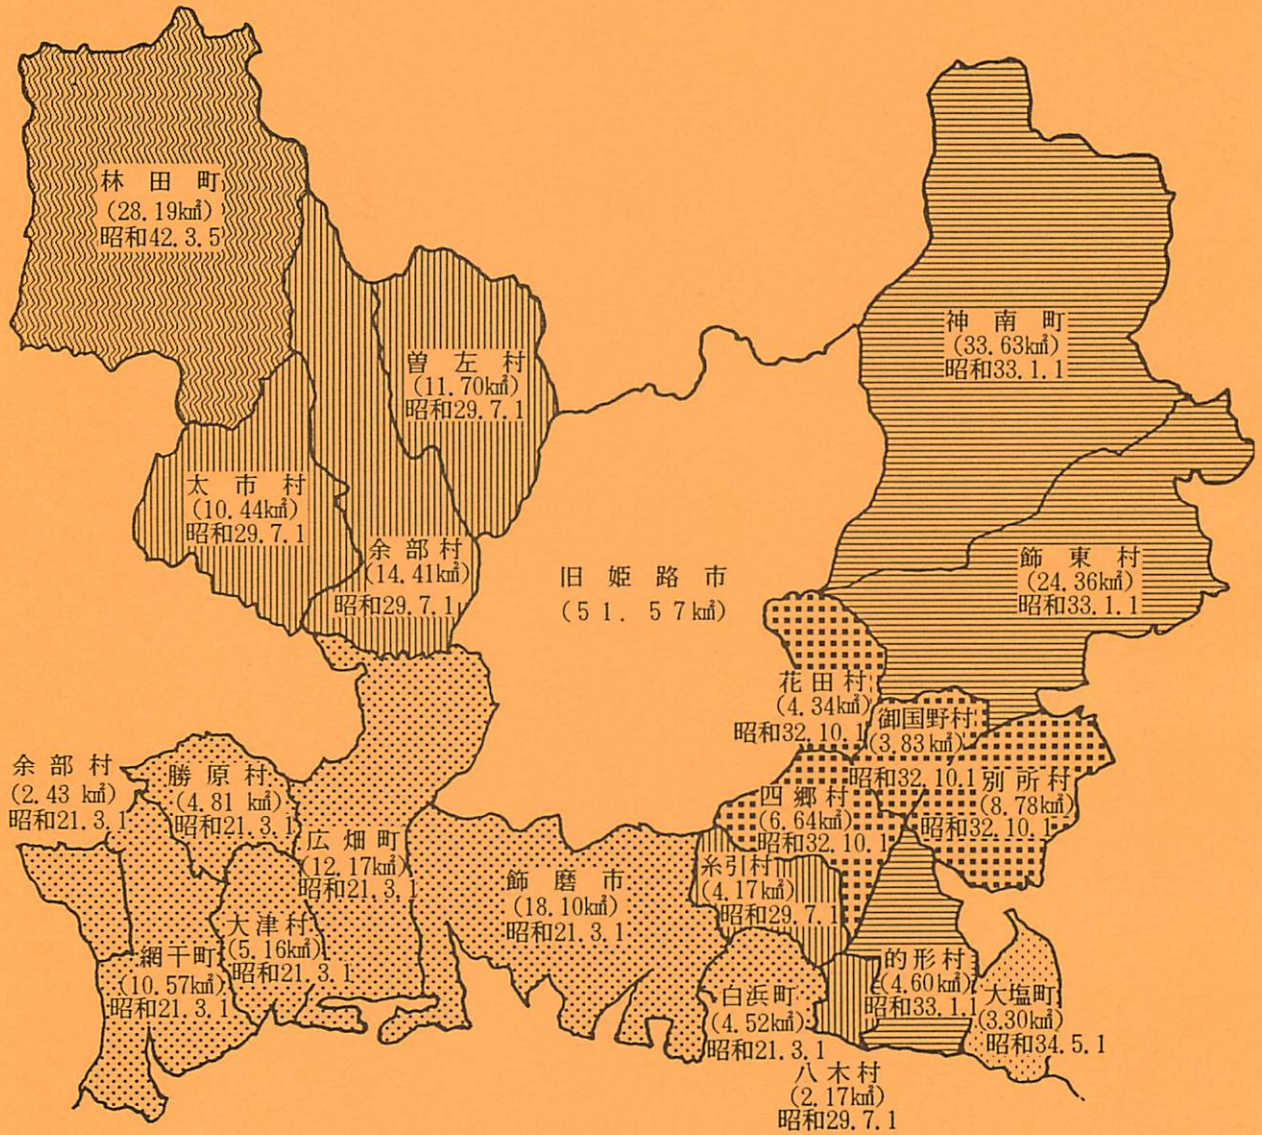 林田町
(28.19k㎡)
昭和42.3.5
神南町
(33.63k㎡)
昭和33.1.1
曽左村
(11.70k㎡)
昭和29.7.1
太市村
(10.44k㎡)
昭和29.7.1
余部村
(14.41k㎡)
昭和29.7.1
旧姫路市
(51.57k㎡)
飾東村
(24.36k㎡)
昭和33.1.1
花田村
(4.34k㎡)
昭和32.10.1
御国野村
(3.83k㎡)
昭和32.10.1
余部村
(2.43k㎡)
昭和21.3.1
勝原村
(4.81k㎡)
昭和21.3.1
広畑町
(12.17k㎡)
昭和21.3.1
四郷村
(6.64k㎡)
昭和32.10.1
別所村
(8.78k㎡)
昭和32.10.1
飾磨市
(18.10k㎡)
昭和21.3.1
糸引村
(4.17k㎡)
昭和29.7.1
大津村
(5.16k㎡)
昭和21.3.1
網干町
(10.57k㎡)
昭和21.3.1
白浜町
(4.52k㎡)
昭和21.3.1
的形村
(4.60k㎡)
昭和33.1.1
大塩町
(3.30k㎡)
昭和34.5.1
八木村
(2.17k㎡)
昭和29.7.1